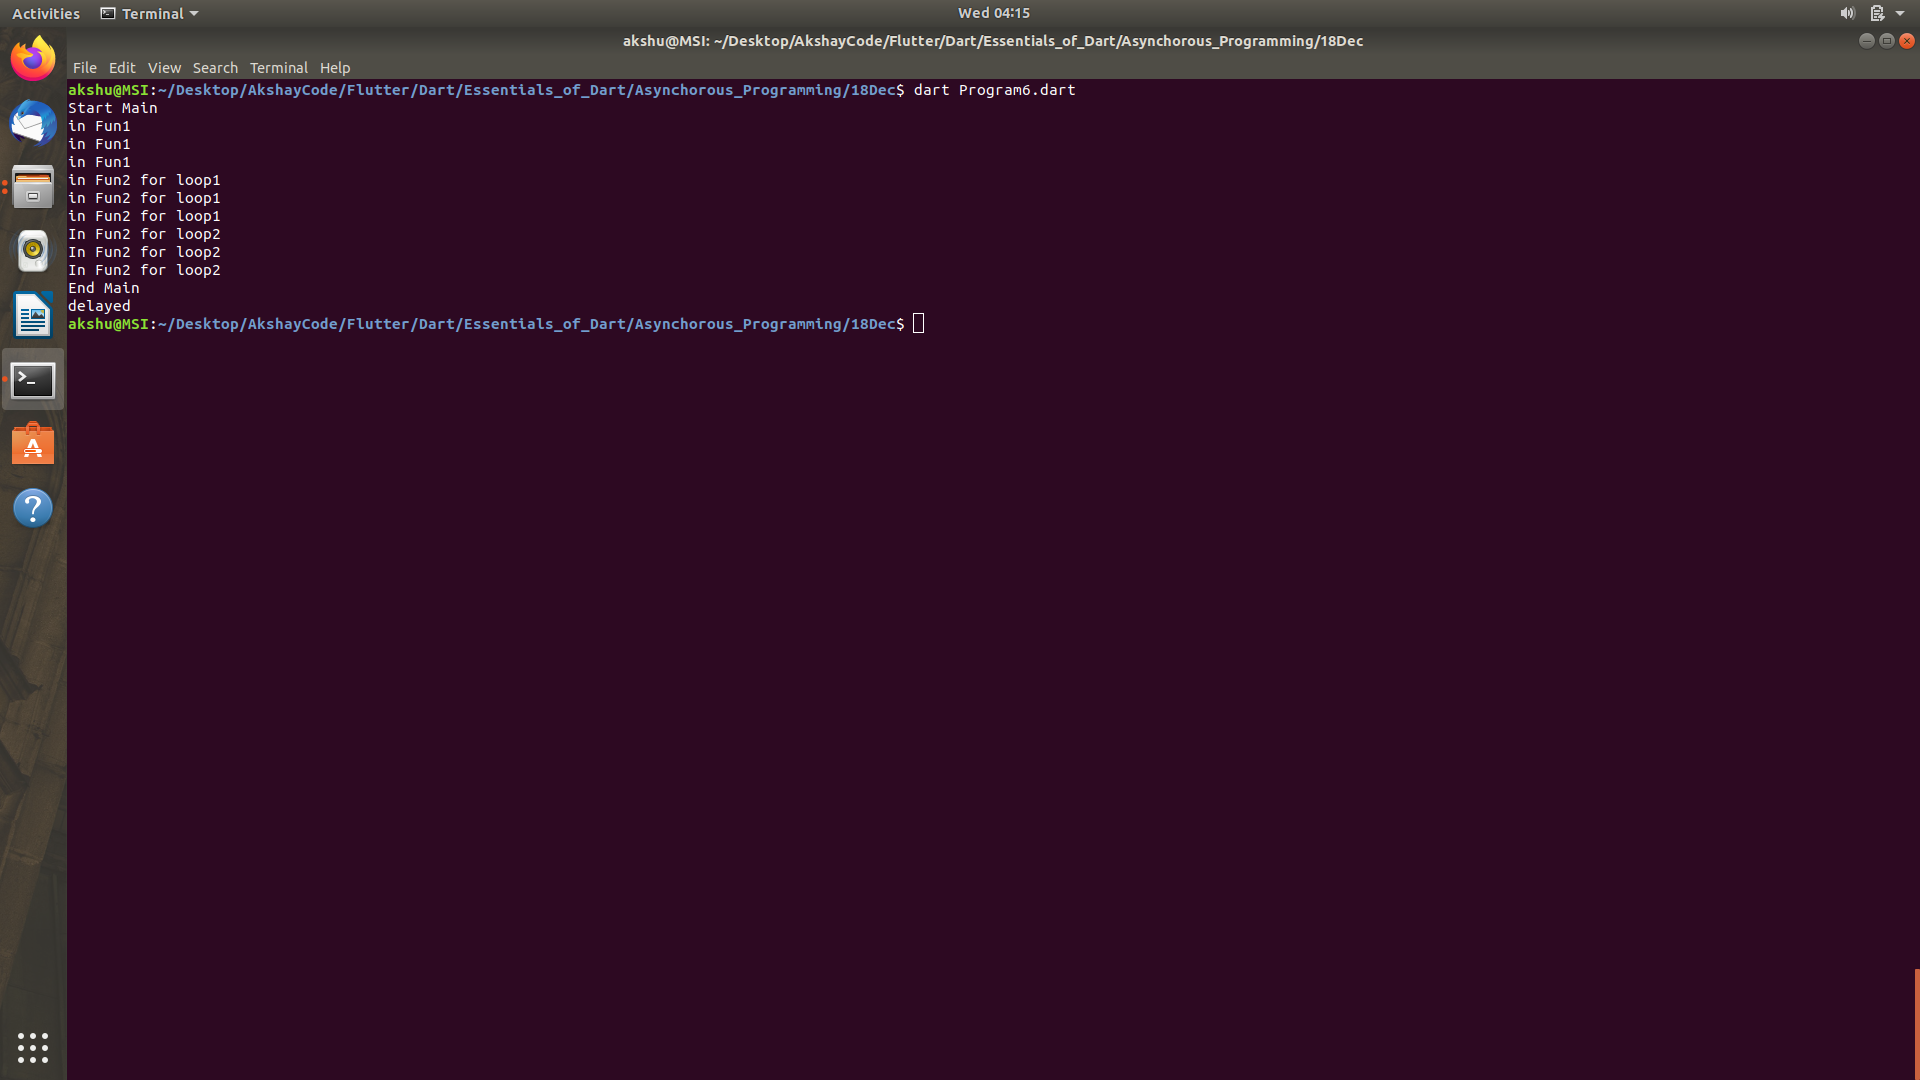 Activities Terminal Wed 04:15
akshu@MSI: ~/Desktop/AkshayCode/Flutter/Dart/Essentials_of_Dart/Asynchorous_Programming/18Dec
File Edit View Search Terminal Help
akshu@MSI:~/Desktop/AkshayCode/Flutter/Dart/Essentials_of_Dart/Asynchorous_Programming/18Dec$ dart Program6.dart
Start Main
in Fun1
in Fun1
in Fun1
in Fun2 for loop1
in Fun2 for loop1
in Fun2 for loop1
In Fun2 for loop2
In Fun2 for loop2
In Fun2 for loop2
End Main
delayed
akshu@MSI:~/Desktop/AkshayCode/Flutter/Dart/Essentials_of_Dart/Asynchorous_Programming/18Dec$